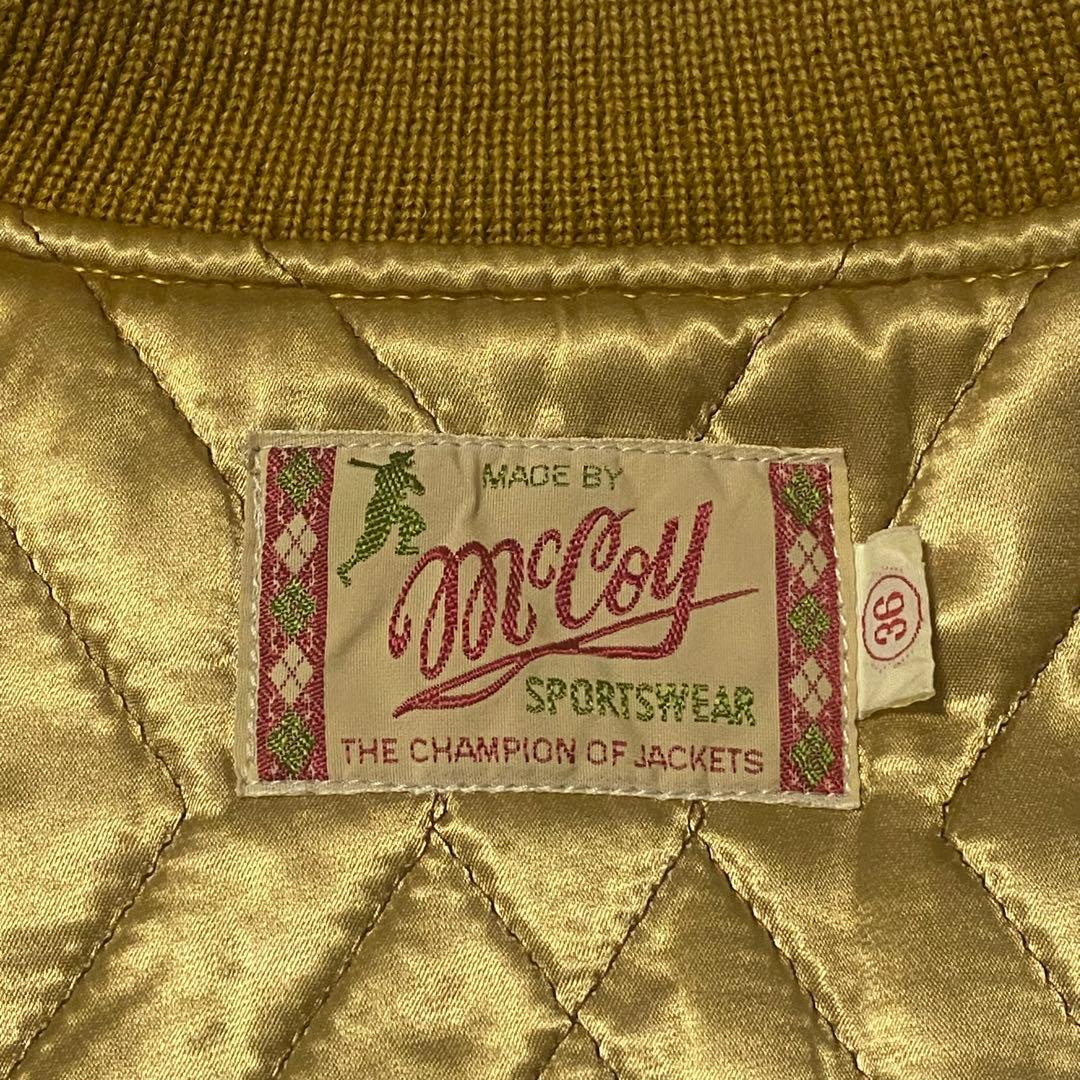 MADE BY
McCoy
SPORTSWEAR
THE CHAMPION OF JACKETS
36